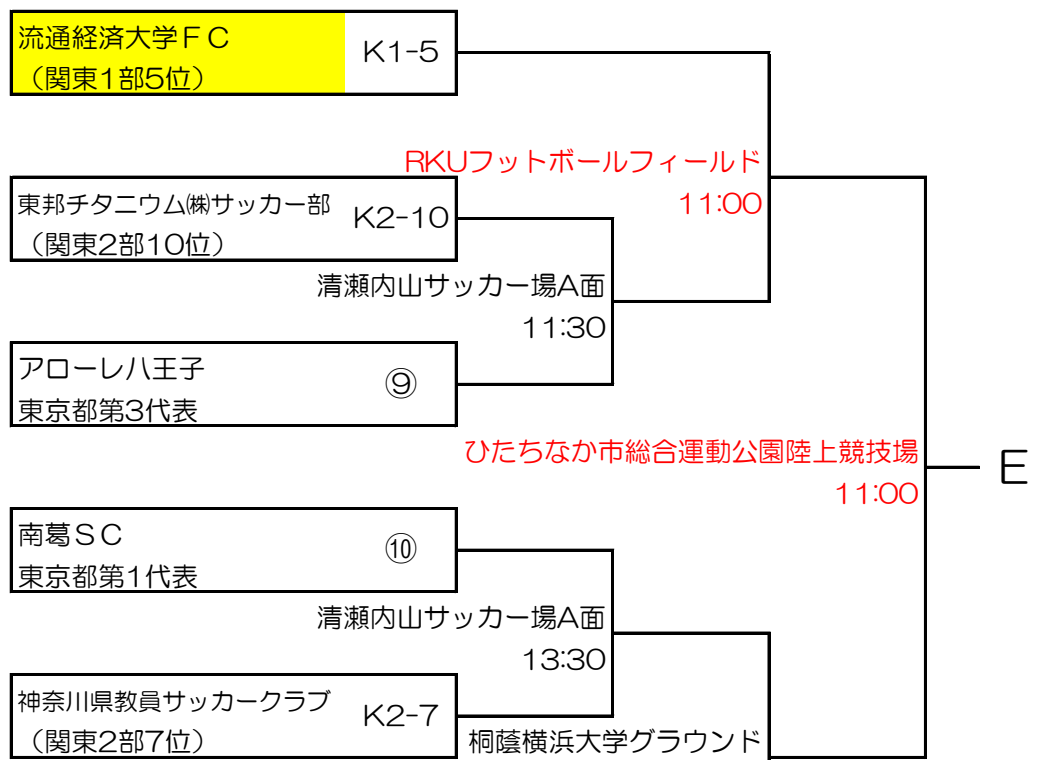 流通経済大学ＦＣ
（関東1部5位）
K1-5
RKUフットボールフィールド
11:00
東邦チタニウム㈱サッカー部
（関東2部10位）
K2-10
清瀬内山サッカー場A面
11:30
アローレ八王子
東京都第3代表
⑨
ひたちなか市総合運動公園陸上競技場
11:00
E
南葛ＳＣ
東京都第1代表
⑩
清瀬内山サッカー場A面
13:30
神奈川県教員サッカークラブ
（関東2部7位）
K2-7
桐蔭横浜大学グラウンド